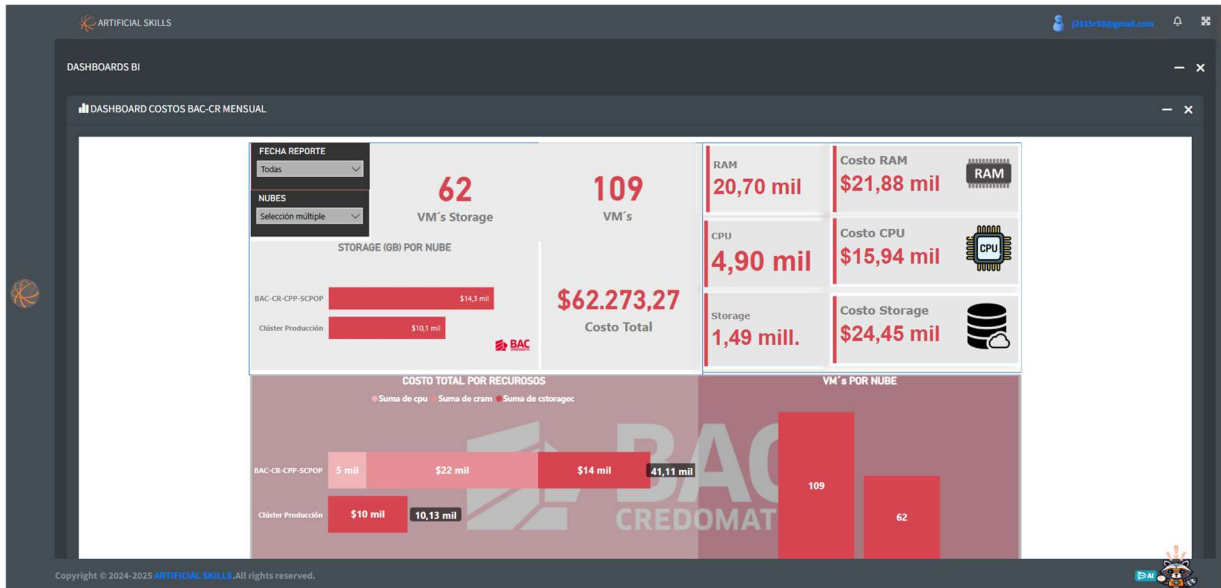 ARTIFICIAL SKILLS
j2015r58@gmail.com
DASHBOARDS BI
DASHBOARD COSTOS BAC-CR MENSUAL
FECHA REPORTE
Todas
NUBES
Selección múltiple
62
VM´s Storage
109
VM´s
RAM
20,70 mil
Costo RAM
$21,88 mil
RAM
CPU
4,90 mil
Costo CPU
$15,94 mil
CPU
STORAGE (GB) POR NUBE
BAC-CR-CPP-SCPOP
$14,3 mil
Clúster Producción
$10,1 mil
BAC
$62.273,27
Costo Total
Storage
1,49 mill.
Costo Storage
$24,45 mil
COSTO TOTAL POR RECUROSOS
Suma de cpu Suma de cram Suma de cstoragec
BAC-CR-CPP-SCPOP 5 mil $22 mil $14 mil 41,11 mil
Clúster Producción $10 mil 10,13 mil
BAC
CREDOMAT
VM´s POR NUBE
109
62
Copyright © 2024-2025 ARTIFICIAL SKILLS.All rights reserved.
AI